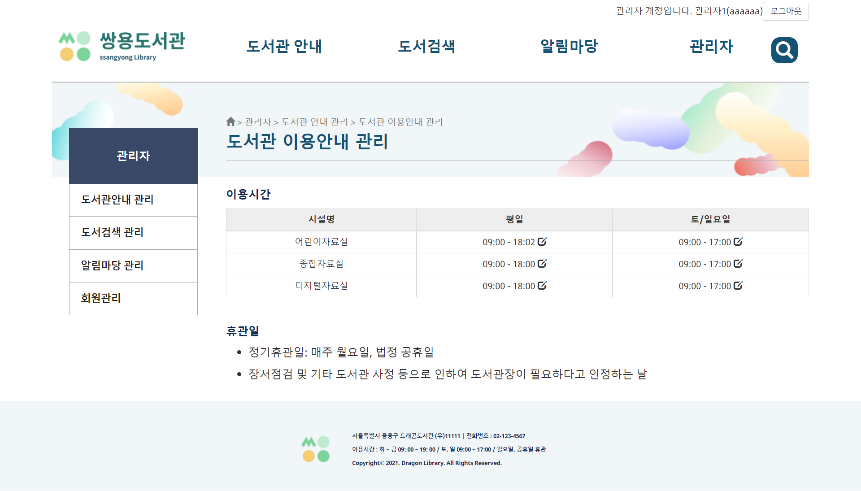 관리자 계정입니다. 관리자1(aaaaaa) 로그아웃
쌍용도서관
ssangyong Library
도서관 안내 도서검색 알림마당 관리자
> 관리자 > 도서관 안내 관리 > 도서관 이용안내 관리
도서관 이용안내 관리
관리자
도서관안내 관리
도서검색 관리
알림마당 관리
회원관리
이용시간
시설명 평일 토/일요일
어린이자료실 09:00 - 18:02 09:00 - 17:00
종합자료실 09:00 - 18:00 09:00 - 17:00
디지털자료실 09:00 - 18:00 09:00 - 17:00
휴관일
정기휴관일: 매주 월요일, 법정 공휴일
장서점검 및 기타 도서관 사정 등으로 인하여 도서관장이 필요하다고 인정하는 날
서울특별시 용용구 드래곤도서관 (우)11111 | 전화번호 : 02-123-4567
이용시간 : 화 ~ 금 09: 00 ~ 19: 00 / 토, 일 09:00 ~ 17:00 / 월요일, 공휴일 휴관
Copyright© 2021. Dragon Library. All Rights Reserved.